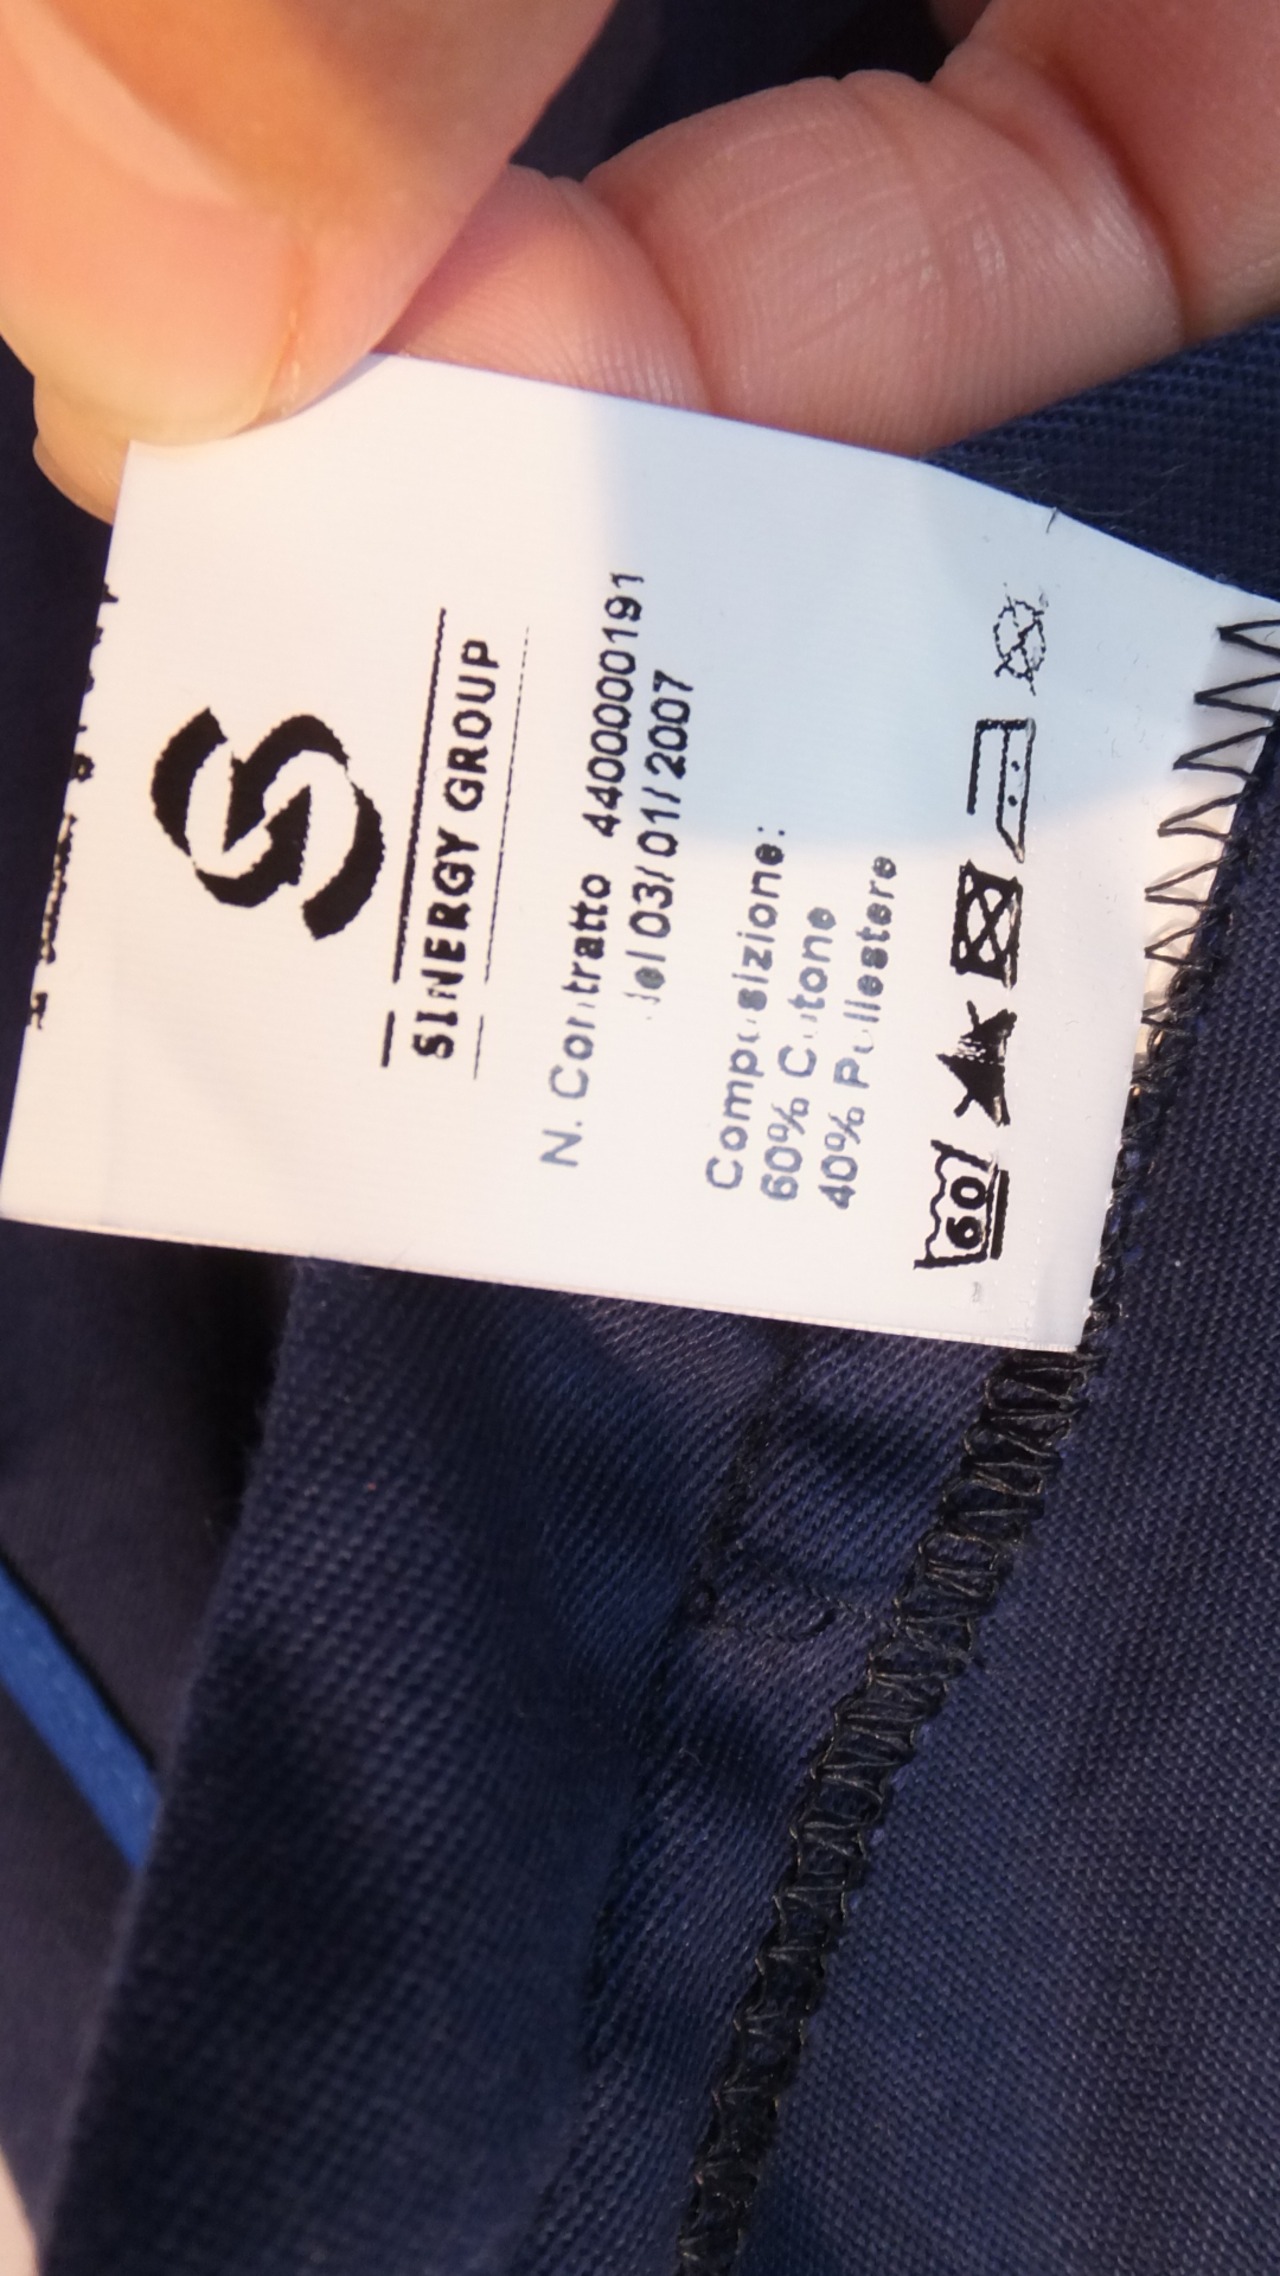 SINERGY GROUP
N. Contratto 4400000191
del 03/01/2007
Composizione:
60% Cotone
40% Poliestere
60